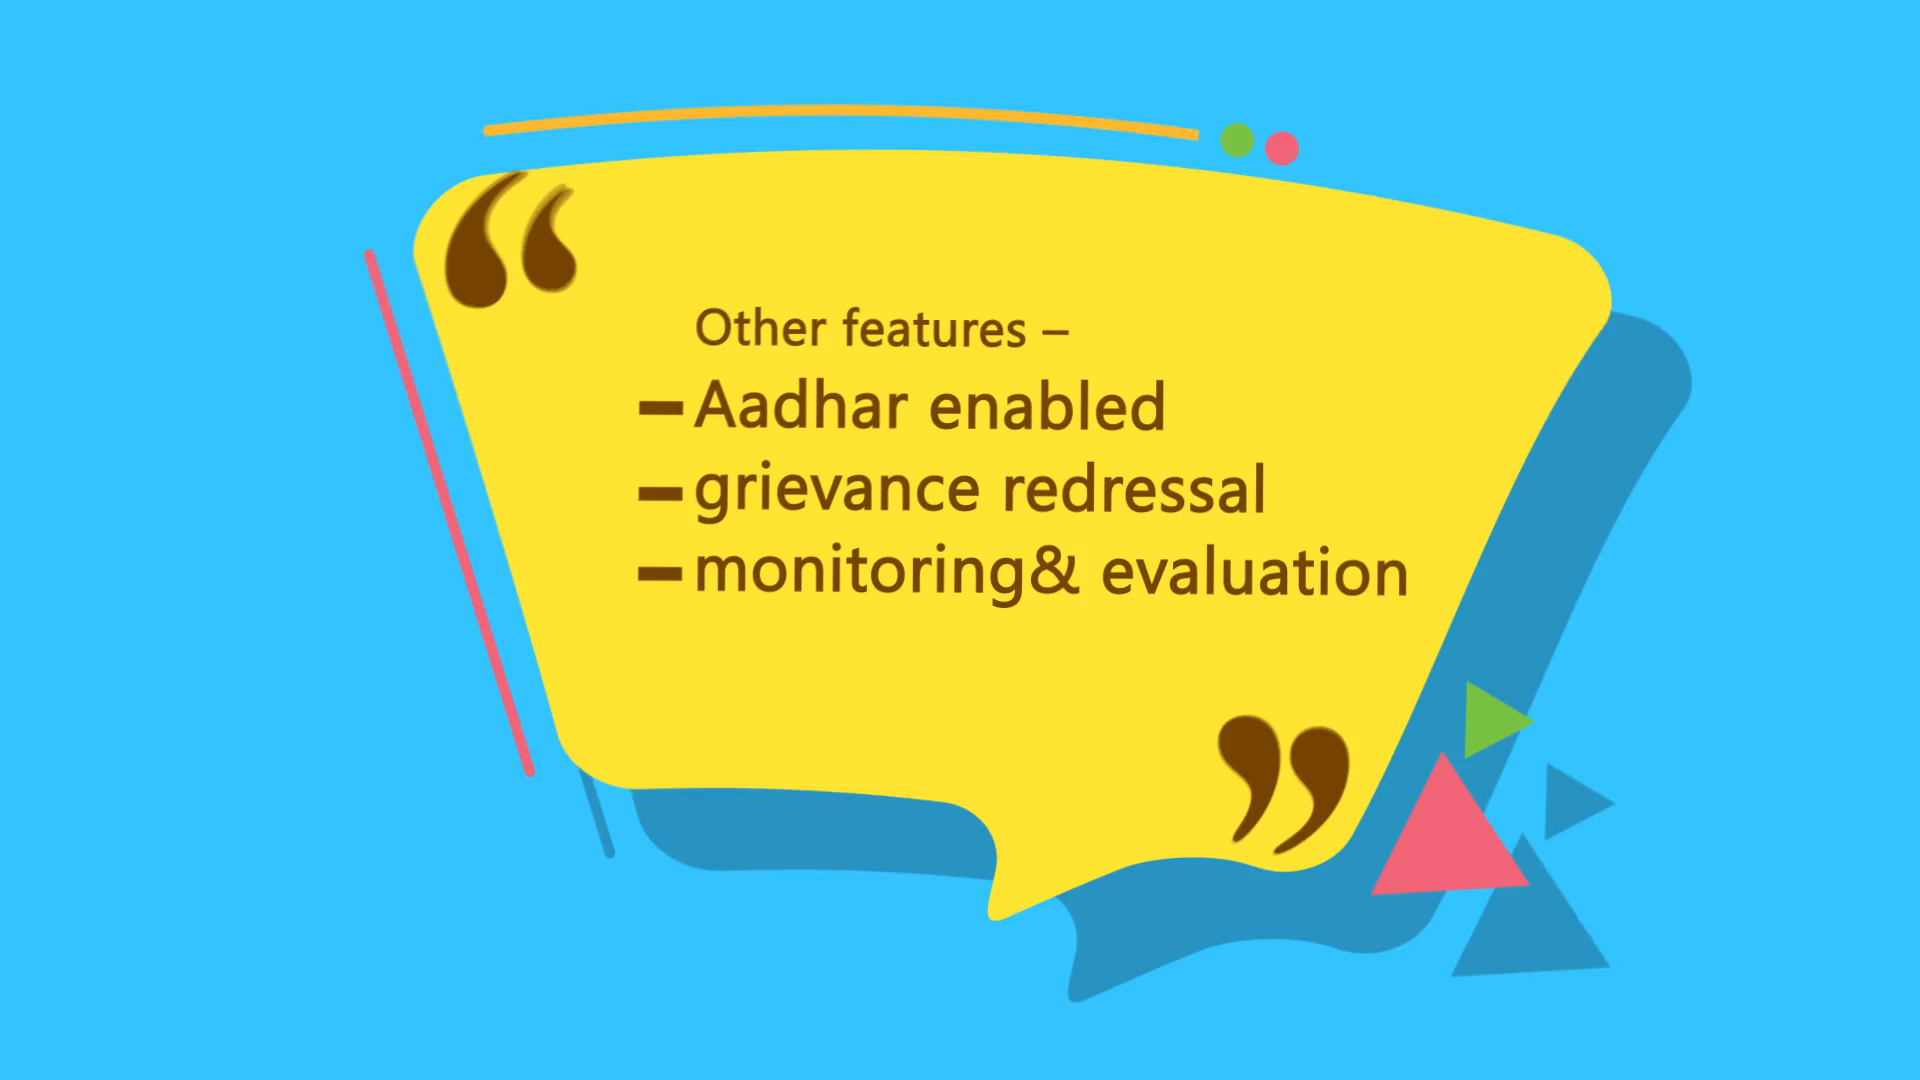 Other features –
– Aadhar enabled
– grievance redressal
– monitoring& evaluation